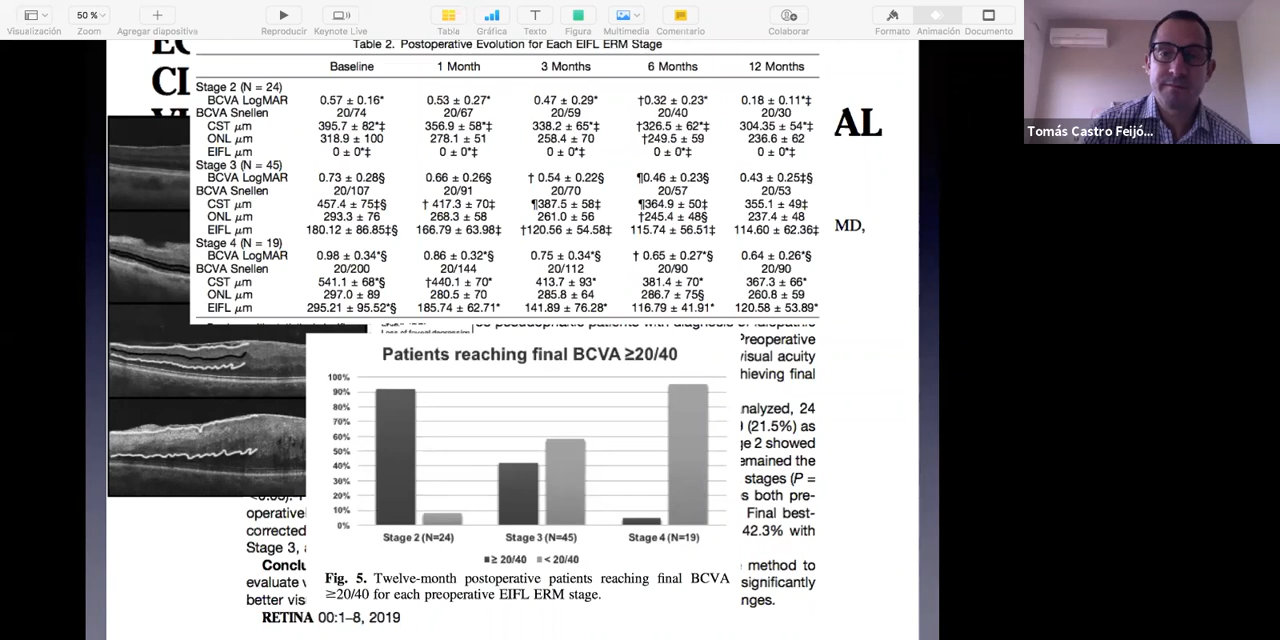 Visualización
50 %
Zoom
Agregar diapositiva
Reproducir
Keynote Live
Tabla
Gráfica
Texto
Figura
Multimedia
Comentario
Colaborar
Formato
Animación
Documento
Tomás Castro Feijó...
Table 2. Postoperative Evolution for Each EIFL ERM Stage
Baseline 1 Month 3 Months 6 Months 12 Months
Stage 2 (N = 24)
BCVA LogMAR 0.57 ± 0.16* 0.53 ± 0.27* 0.47 ± 0.29* †0.32 ± 0.23* 0.18 ± 0.11*‡
BCVA Snellen 20/74 20/67 20/59 20/40 20/30
CST μm 395.7 ± 82*‡ 356.9 ± 58*‡ 338.2 ± 65*‡ †326.5 ± 62*‡ 304.35 ± 54*‡
ONL μm 318.9 ± 100 278.1 ± 51 258.4 ± 70 †249.5 ± 59 236.6 ± 62
EIFL μm 0 ± 0*‡ 0 ± 0*‡ 0 ± 0*‡ 0 ± 0*‡ 0 ± 0*‡
Stage 3 (N = 45)
BCVA LogMAR 0.73 ± 0.28§ 0.66 ± 0.26§ † 0.54 ± 0.22§ ¶0.46 ± 0.23§ 0.43 ± 0.25‡§
BCVA Snellen 20/107 20/91 20/70 20/57 20/53
CST μm 457.4 ± 75‡§ † 417.3 ± 70‡ ¶387.5 ± 58‡ ¶364.9 ± 50‡ 355.1 ± 49‡
ONL μm 293.3 ± 76 268.3 ± 58 261.0 ± 56 †245.4 ± 48§ 237.4 ± 48
EIFL μm 180.12 ± 86.85‡§ 166.79 ± 63.98‡ †120.56 ± 54.58‡ 115.74 ± 56.51‡ 114.60 ± 62.36‡
Stage 4 (N = 19)
BCVA LogMAR 0.98 ± 0.34*§ 0.86 ± 0.32*§ 0.75 ± 0.34*§ † 0.65 ± 0.27*§ 0.64 ± 0.26*§
BCVA Snellen 20/200 20/144 20/112 20/90 20/90
CST μm 541.1 ± 68*§ †440.1 ± 70* 413.7 ± 93* 381.4 ± 70* 367.3 ± 66*
ONL μm 297.0 ± 89 280.5 ± 70 285.8 ± 64 286.7 ± 75§ 260.8 ± 59
EIFL μm 295.21 ± 95.52*§ 185.74 ± 62.71* 141.89 ± 76.28* 116.79 ± 41.91* 120.58 ± 53.89*
AL
MD,
Patients reaching final BCVA ≥20/40
100%
90%
80%
70%
60%
50%
40%
30%
20%
10%
0%
Stage 2 (N=24) Stage 3 (N=45) Stage 4 (N=19)
≥ 20/40 < 20/40
Fig. 5. Twelve-month postoperative patients reaching final BCVA
≥20/40 for each preoperative EIFL ERM stage.
Preoperative
visual acuity
hieving final
nalyzed, 24
(21.5%) as
ge 2 showed
emained the
stages (P =
s both pre-
Final best-
42.3% with
method to
significantly
nges.
operative
corrected
Stage 3,
Conclu
evaluate v
better vis
RETINA 00:1–8, 2019